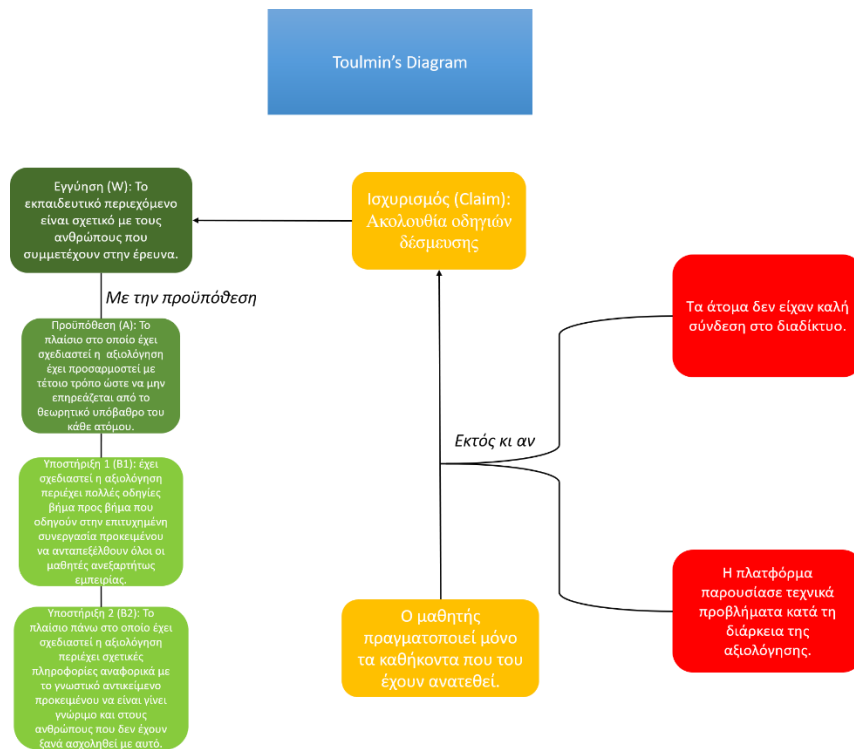 Toulmin's Diagram
Εγγύηση (W): Το
εκπαιδευτικό περιεχόμενο
είναι σχετικό με τους
ανθρώπους που
συμμετέχουν στην έρευνα.
Με την προϋπόθεση
Προϋπόθεση (Α): Το
πλαίσιο στο οποίο έχει
σχεδιαστεί η αξιολόγηση
έχει προσαρμοστεί με
τέτοιο τρόπο ώστε να μην
επηρεάζεται από το
θεωρητικό υπόβαθρο του
κάθε ατόμου.
Υποστήριξη 1 (Β1): έχει
σχεδιαστεί η αξιολόγηση
περιέχει πολλές οδηγίες
βήμα προς βήμα που
οδηγούν στην επιτυχημένη
συνεργασία προκειμένου
να ανταπεξέλθουν όλοι οι
μαθητές ανεξαρτήτως
εμπειρίας.
Υποστήριξη 2 (Β2): Το
πλαίσιο πάνω στο οποίο έχει
σχεδιαστεί η αξιολόγηση
περιέχει σχετικές
πληροφορίες αναφορικά με
το γνωστικό αντικείμενο
προκειμένου να είναι γίνει
γνώριμο και στους
ανθρώπους που δεν έχουν
ξανά ασχοληθεί με αυτό.
Ισχυρισμός (Claim):
Ακολουθία οδηγιών
δέσμευσης
Εκτός κι αν
Ο μαθητής
πραγματοποιεί μόνο
τα καθήκοντα που του
έχουν ανατεθεί.
Τα άτομα δεν είχαν καλή
σύνδεση στο διαδίκτυο.
Η πλατφόρμα
παρουσίασε τεχνικά
προβλήματα κατά τη
διάρκεια της
αξιολόγησης.